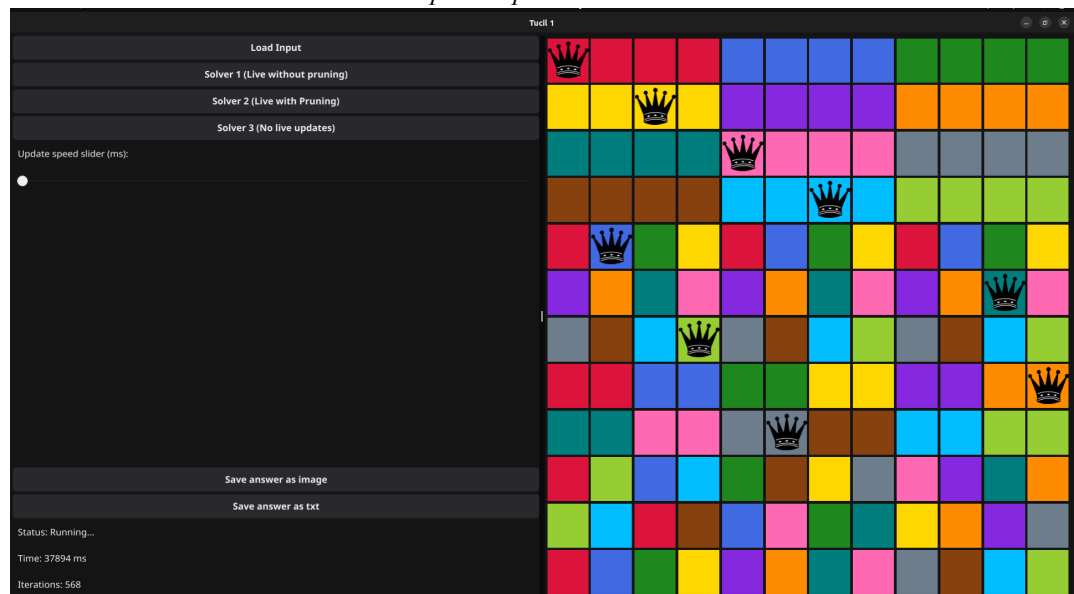 Tucil 1
Load Input
Solver 1 (Live without pruning)
Solver 2 (Live with Pruning)
Solver 3 (No live updates)
Update speed slider (ms):
Save answer as image
Save answer as txt
Status: Running...
Time: 37894 ms
Iterations: 568